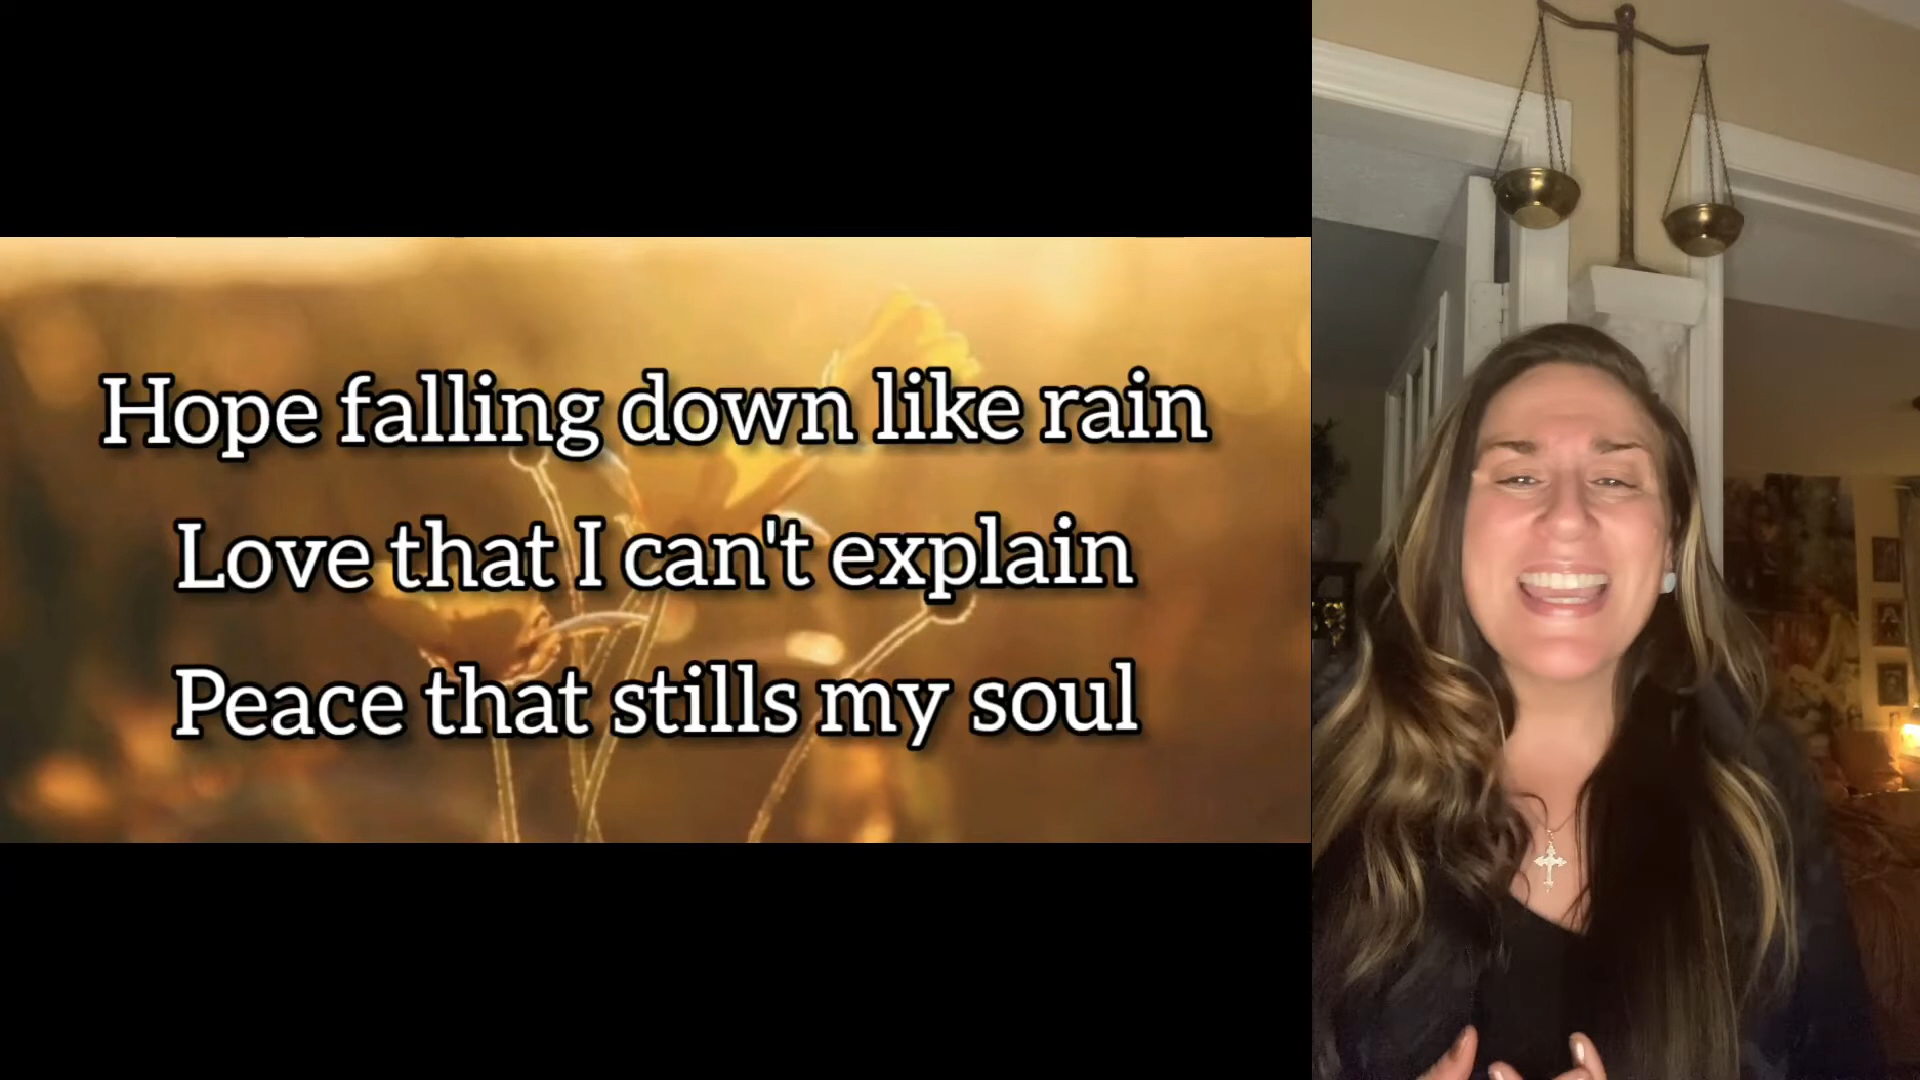 Hope falling down like rain
Love that I can't explain
Peace that stills my soul